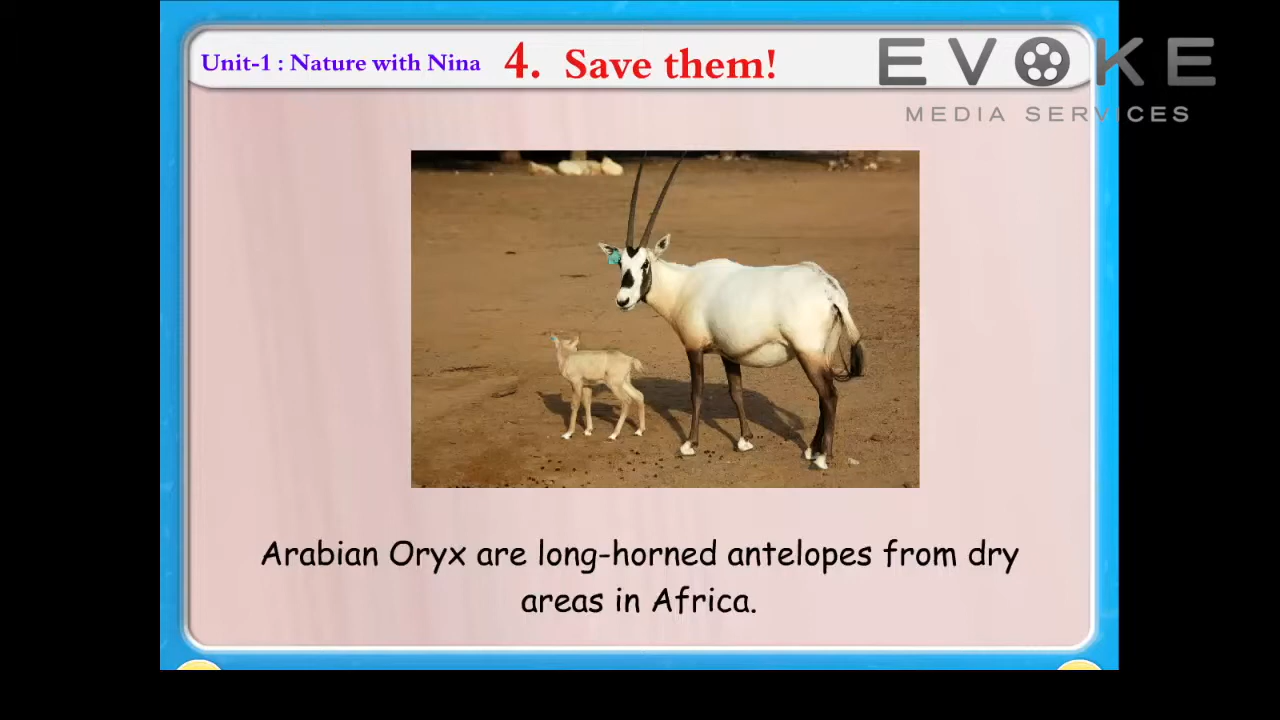 Unit-1 : Nature with Nina 4. Save them!
EVOKE
MEDIA SERVICES
Arabian Oryx are long-horned antelopes from dry
areas in Africa.